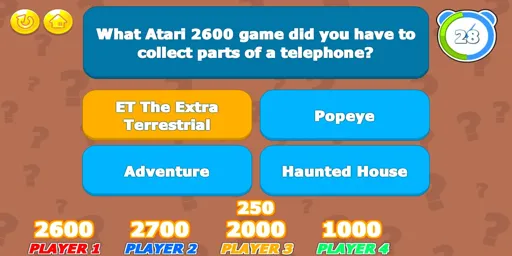 What Atari 2600 game did you have to
collect parts of a telephone?
28
ET The Extra
Terrestrial
Popeye
Adventure
Haunted House
250
2600
2700
2000
1000
PLAYER 1
PLAYER 2
PLAYER 3
PLAYER 4